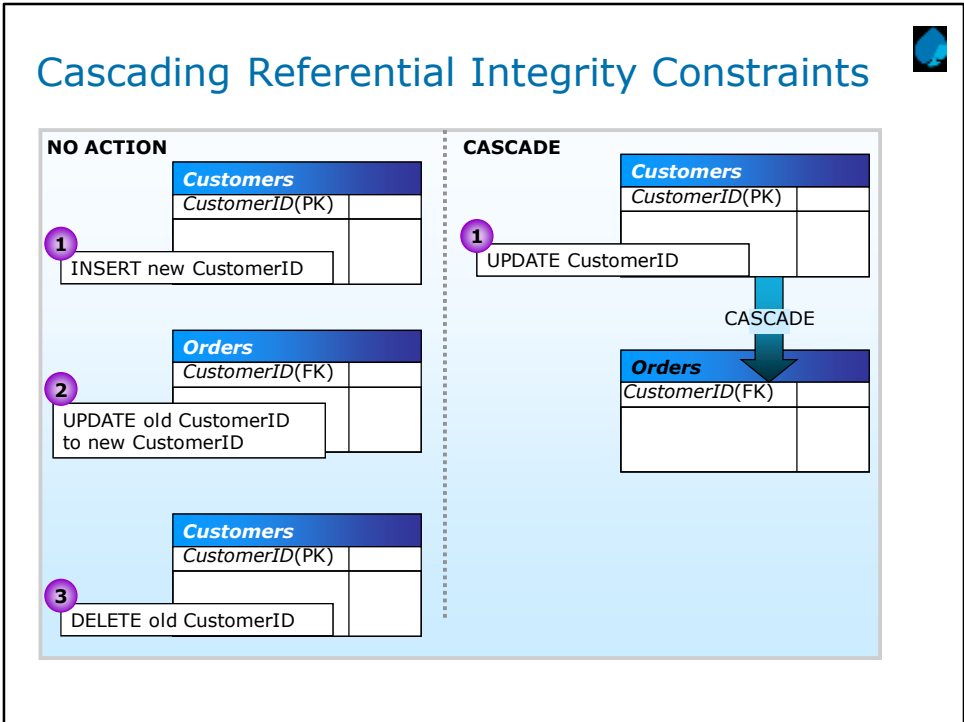 Cascading Referential Integrity Constraints
NO ACTION
Customers
CustomerID(PK)
1
INSERT new CustomerID
Orders
CustomerID(FK)
2
UPDATE old CustomerID
to new CustomerID
Customers
CustomerID(PK)
3
DELETE old CustomerID
CASCADE
Customers
CustomerID(PK)
1
UPDATE CustomerID
CASCADE
Orders
CustomerID(FK)